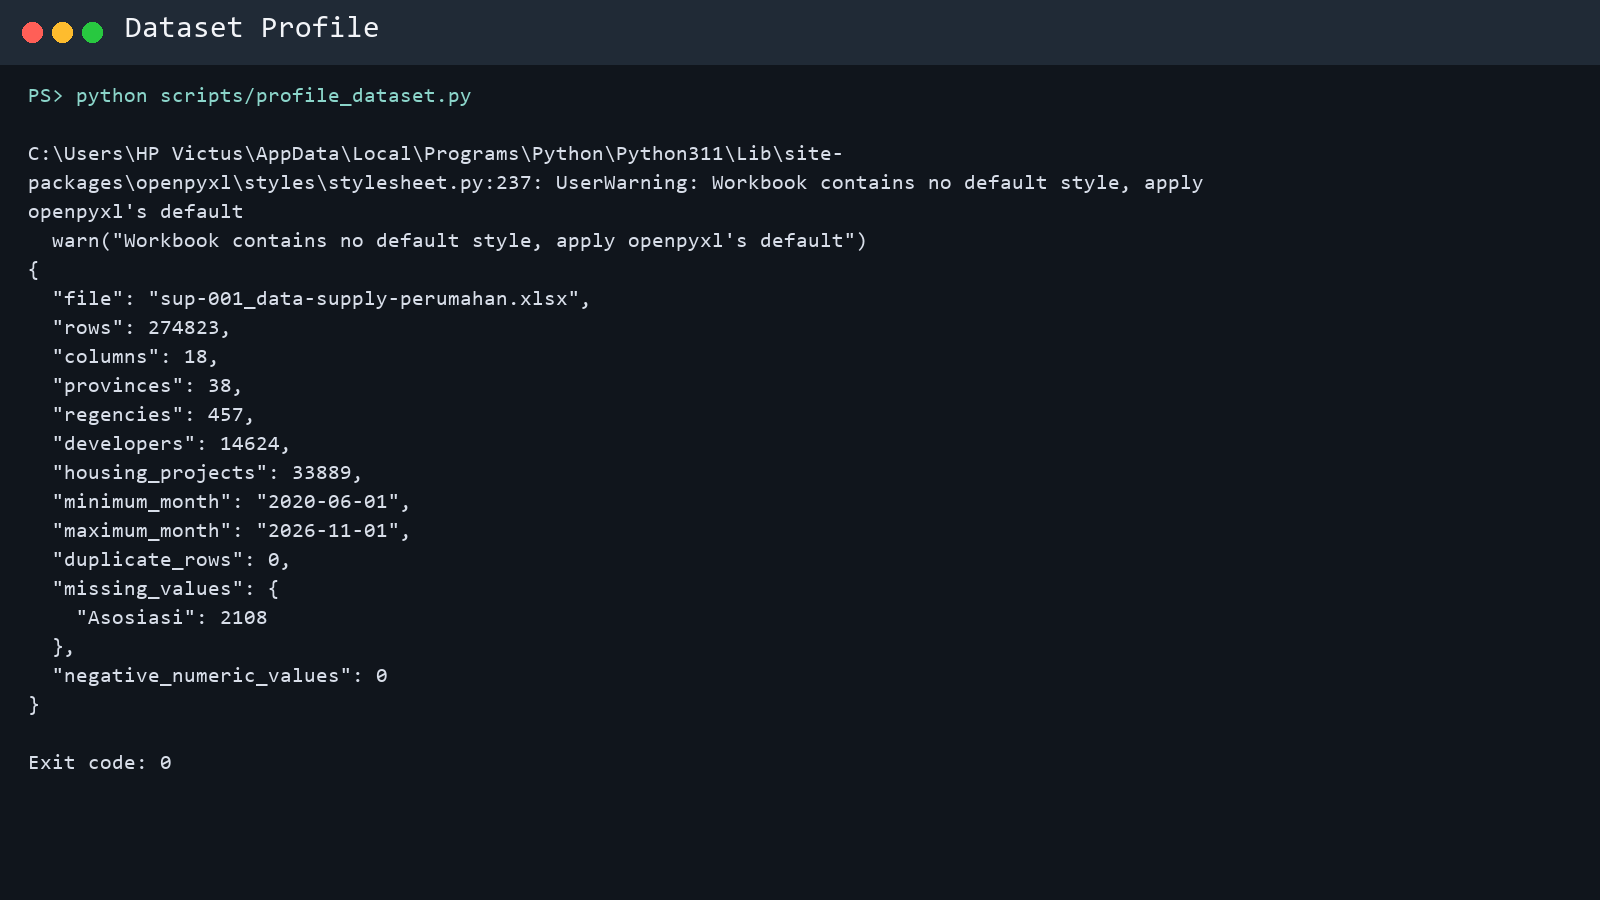 Dataset Profile
PS> python scripts/profile_dataset.py
C:\Users\HP Victus\AppData\Local\Programs\Python\Python311\Lib\site-
packages\openpyxl\styles\stylesheet.py:237: UserWarning: Workbook contains no default style, apply
openpyxl's default
  warn("Workbook contains no default style, apply openpyxl's default")
{
  "file": "sup-001_data-supply-perumahan.xlsx",
  "rows": 274823,
  "columns": 18,
  "provinces": 38,
  "regencies": 457,
  "developers": 14624,
  "housing_projects": 33889,
  "minimum_month": "2020-06-01",
  "maximum_month": "2026-11-01",
  "duplicate_rows": 0,
  "missing_values": {
    "Asosiasi": 2108
  },
  "negative_numeric_values": 0
}
Exit code: 0